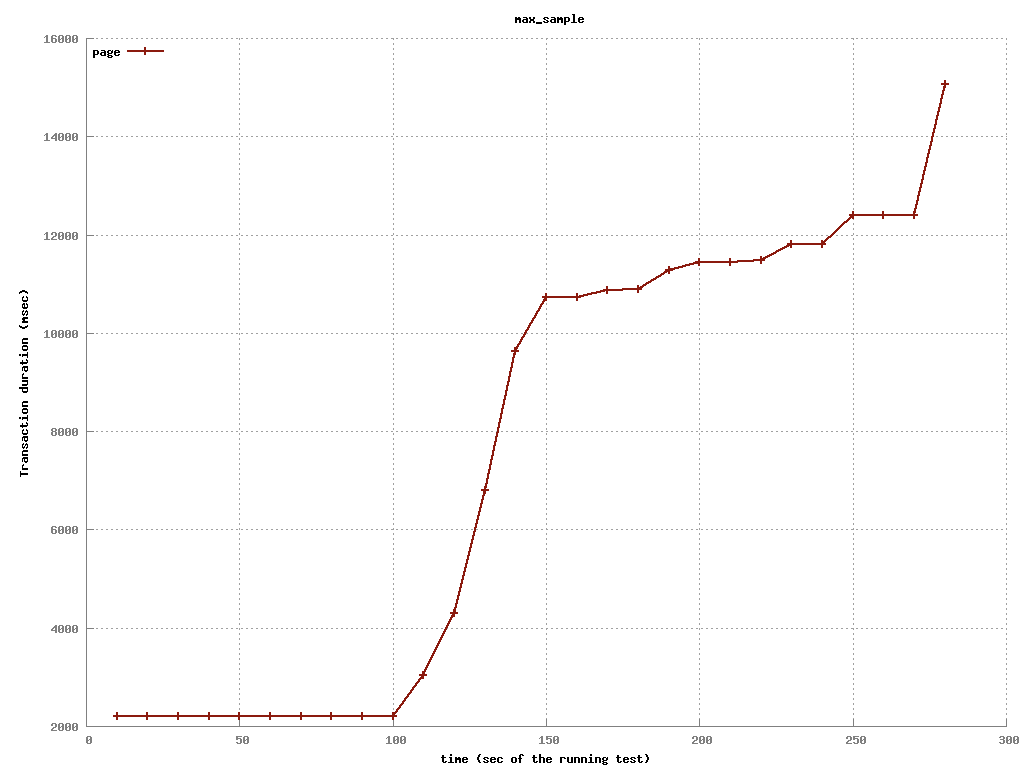 max_sample
16000
page
14000
12000
10000
8000
6000
4000
2000
Transaction duration (msec)
0 50 100 150 200 250 300
time (sec of the running test)